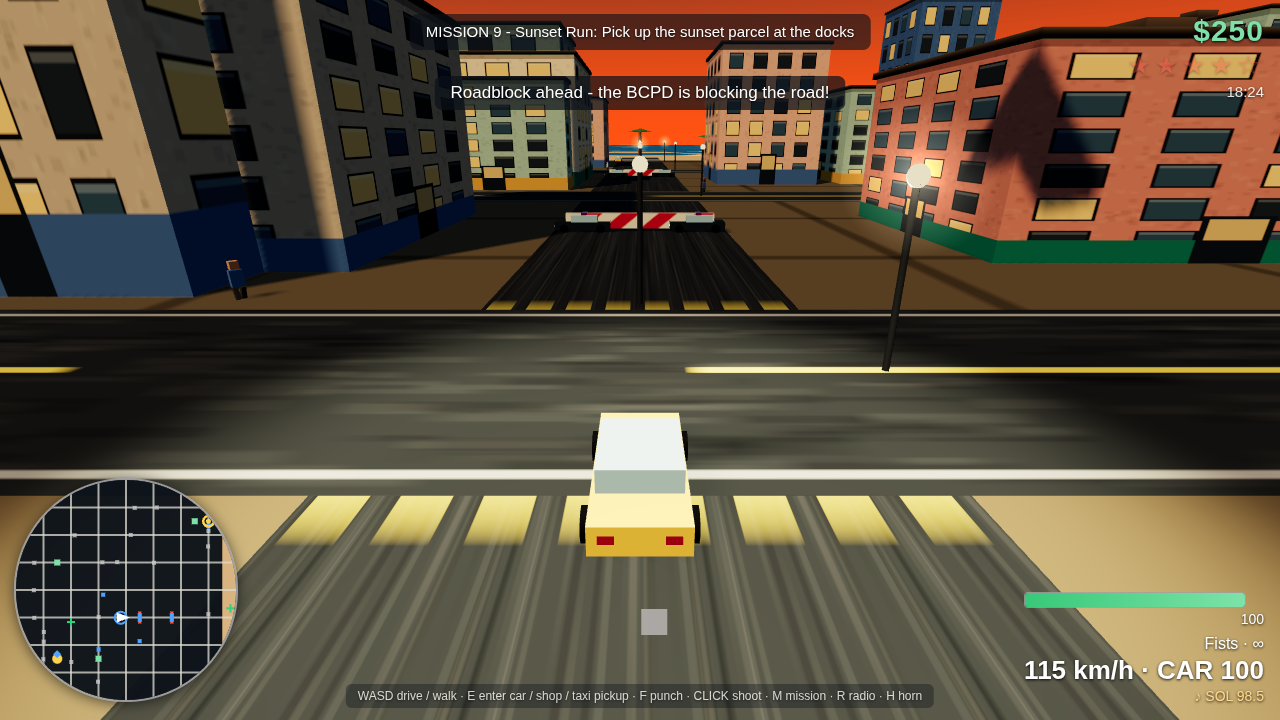 MISSION 9 - Sunset Run: Pick up the sunset parcel at the docks
$250
★★★★★
18:24
Roadblock ahead - the BCPD is blocking the road!
100
Fists · ∞
115 km/h · CAR 100
♪ SOL 98.5
WASD drive / walk · E enter car / shop / taxi pickup · F punch · CLICK shoot · M mission · R radio · H horn